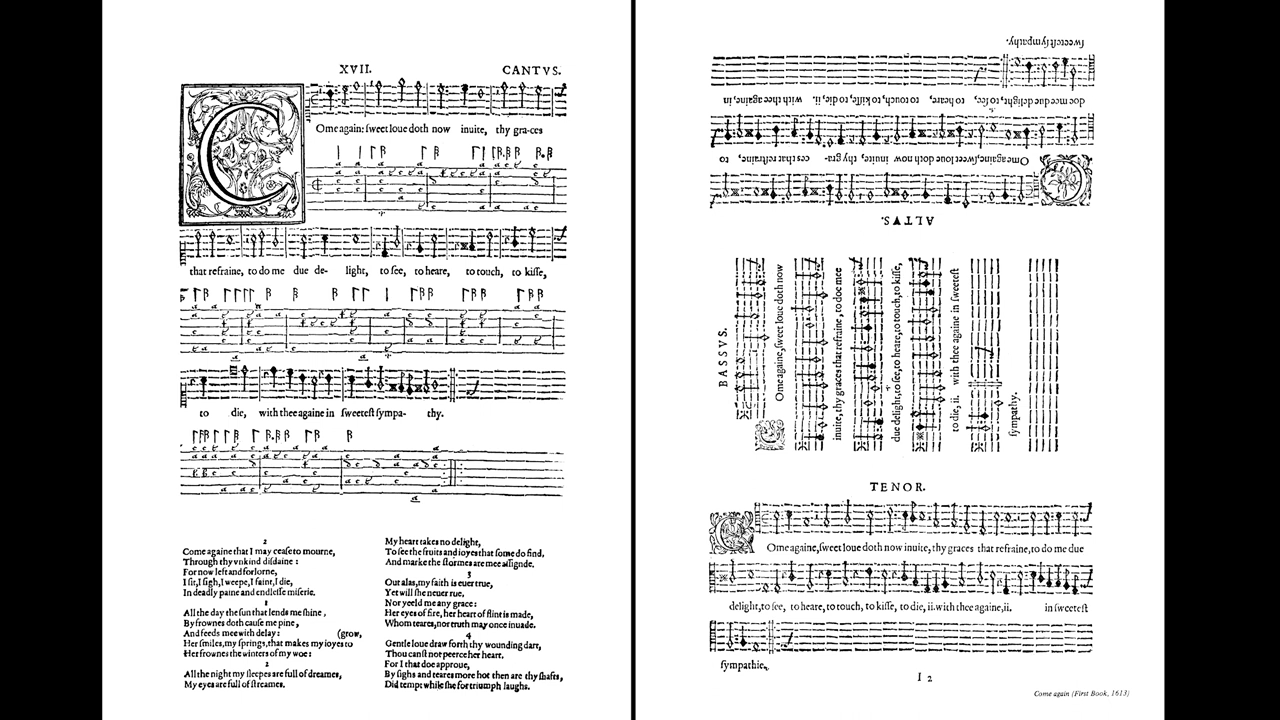 XVII.
CANTVS.
COme againe: ſweet loue doth now inuite, thy gra-ces
that refraine, to do me due de- light, to ſee, to heare, to touch, to kiſſe,
to die, with thee againe in ſweeteſt ſympa- thy.
2
Come againe that I may ceaſe to mourne,
Through thy vnkind diſdaine :
For now left and forlorne,
I ſit, I ſigh, I weepe, I faint, I die,
In deadly paine and endleſſe miſerie.
1
All the day the ſun that lends me ſhine ,
By frownes doth cauſe me pine ,
And feeds mee with delay : (grow,
Her ſmiles, my ſprings, that makes my ioyes to
Her frownes the winters of my woe :
2
All the night my ſleepes are full of dreames,
My eyes are full of ſtreames.
My heart takes no delight,
To ſee the fruits and ioyes that ſome do find,
And marke the ſtormes are mee aſſignde.
3
Out alas, my faith is euer true,
Yet will ſhe neuer rue,
Nor yeeld me any grace :
Her eyes of fire, her heart of flint is made,
Whom teares, nor truth may once inuade.
4
Gentle loue draw forth thy wounding dart,
Thou canſt not peerce her heart,
For I that doe approue,
By ſighs and teares more hot then are thy ſhafts,
Did tempt while ſhe for triumph laughs.
ALTVS.
COme againe, ſweet loue doth now inuite, thy gra- ces that refraine, to
doe mee due delight, to ſee, to heare, to touch, to kiſſe, to die, ii. with thee againe in
ſweeteſt ſympathy.
BASSVS.
COme againe, ſweet loue doth now
inuite, thy graces that refraine, to doe mee
due delight, to ſee, to heare, to touch, to kiſſe,
to die, ii. with thee againe in ſweeteſt
ſympathy.
TENOR.
COme againe, ſweet loue doth now inuite, thy graces that refraine, to do me due
delight, to ſee, to heare, to touch, to kiſſe, to die, ii. with thee againe, ii. in ſweeteſt
ſympathie.
I 2
Come again (First Book, 1613)